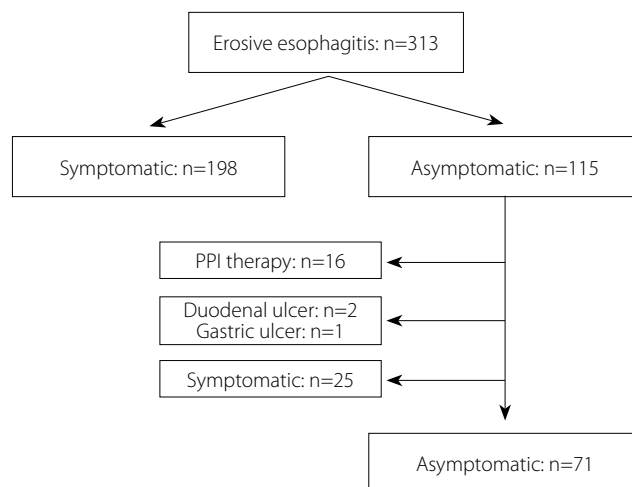 Erosive esophagitis: n=313
Symptomatic: n=198
Asymptomatic: n=115
PPI therapy: n=16
Duodenal ulcer: n=2
Gastric ulcer: n=1
Symptomatic: n=25
Asymptomatic: n=71